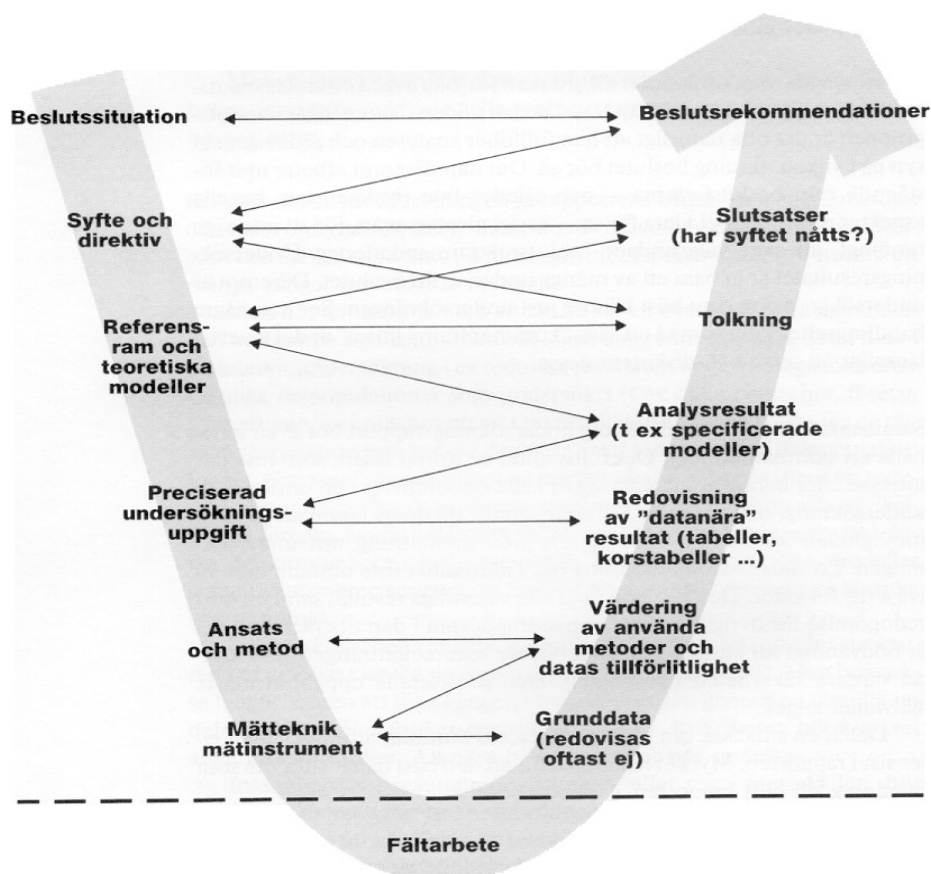 Beslutssituation
Beslutsrekommendationer
Syfte och
direktiv
Slutsatser
(har syftet nåtts?)
Referens-
ram och
teoretiska
modeller
Tolkning
Analysresultat
(t ex specificerade
modeller)
Preciserad
undersöknings-
uppgift
Redovisning
av ”datanära”
resultat (tabeller,
korstabeller ...)
Ansats
och metod
Värdering
av använda
metoder och
datas tillförlitlighet
Mätteknik
mätinstrument
Grunddata
(redovisas
oftast ej)
Fältarbete